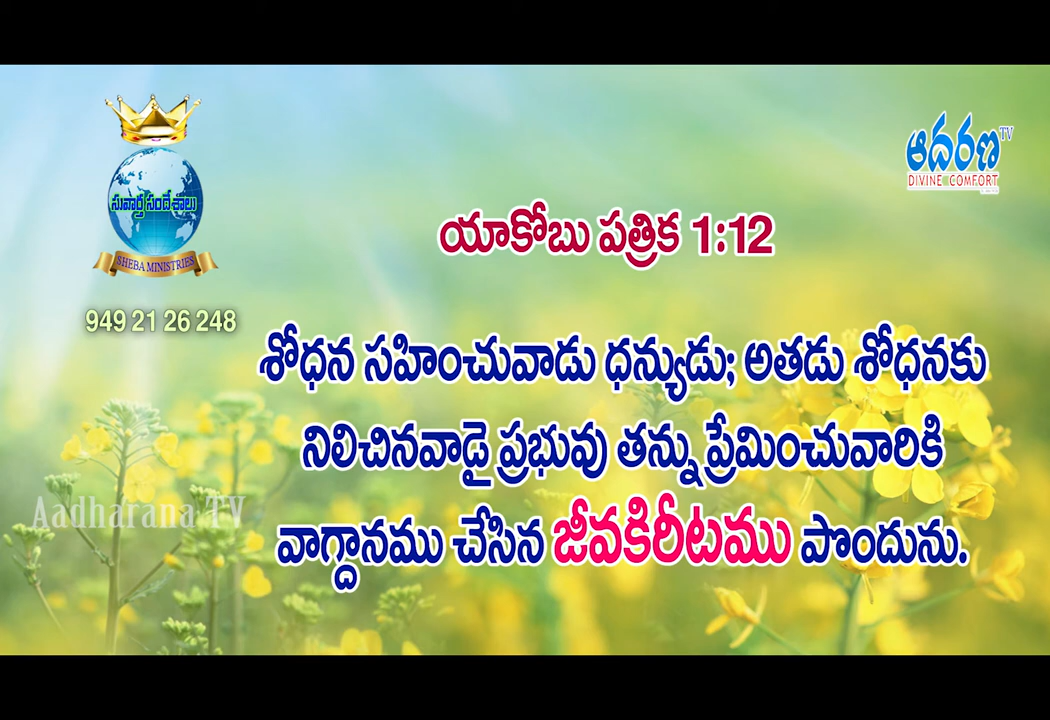 సువార్త సందేశాలు
SHEBA MINISTRIES
949 21 26 248
ఆదరణ TV
DIVINE COMFORT
యాకోబు పత్రిక 1:12
శోధన సహించువాడు ధన్యుడు; అతడు శోధనకు
నిలిచినవాడై ప్రభువు తన్ను ప్రేమించువారికి
వాగ్దానము చేసిన జీవకిరీటము పొందును.
Aadharana TV